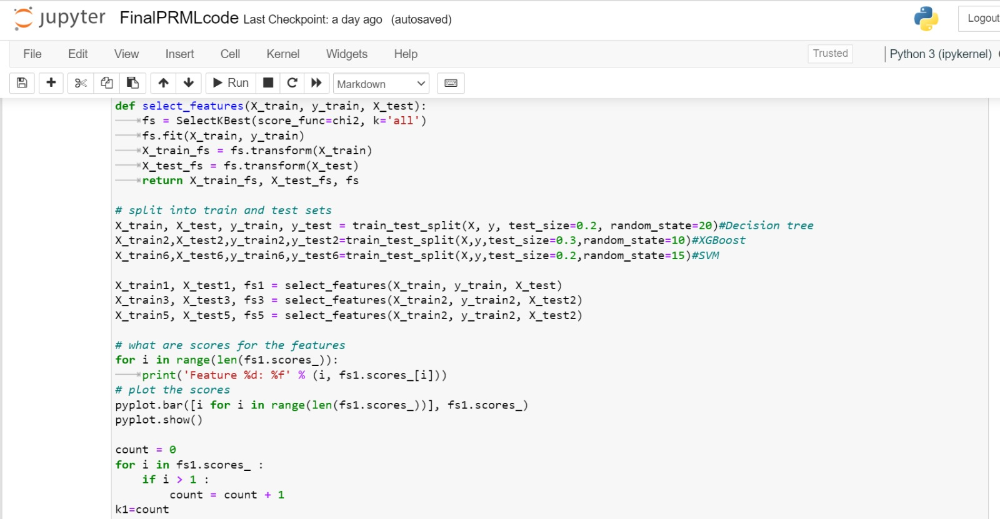 jupyter FinalPRMLcode Last Checkpoint: a day ago (autosaved) Logout
File Edit View Insert Cell Kernel Widgets Help Trusted Python 3 (ipykernel)
Run Markdown
def select_features(X_train, y_train, X_test):
fs = SelectKBest(score_func=chi2, k='all')
fs.fit(X_train, y_train)
X_train_fs = fs.transform(X_train)
X_test_fs = fs.transform(X_test)
return X_train_fs, X_test_fs, fs
# split into train and test sets
X_train, X_test, y_train, y_test = train_test_split(X, y, test_size=0.2, random_state=20)#Decision tree
X_train2,X_test2,y_train2,y_test2=train_test_split(X,y,test_size=0.3,random_state=10)#XGBoost
X_train6,X_test6,y_train6,y_test6=train_test_split(X,y,test_size=0.2,random_state=15)#SVM
X_train1, X_test1, fs1 = select_features(X_train, y_train, X_test)
X_train3, X_test3, fs3 = select_features(X_train2, y_train2, X_test2)
X_train5, X_test5, fs5 = select_features(X_train2, y_train2, X_test2)
# what are scores for the features
for i in range(len(fs1.scores_)):
print('Feature %d: %f' % (i, fs1.scores_[i]))
# plot the scores
pyplot.bar([i for i in range(len(fs1.scores_))], fs1.scores_)
pyplot.show()
count = 0
for i in fs1.scores_ :
if i > 1 :
count = count + 1
k1=count